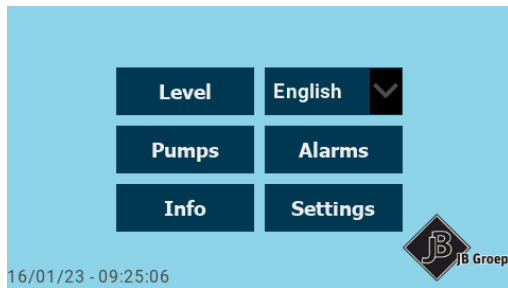 Level
English
Pumps
Alarms
Info
Settings
JB
JB Groep
16/01/23 - 09:25:06